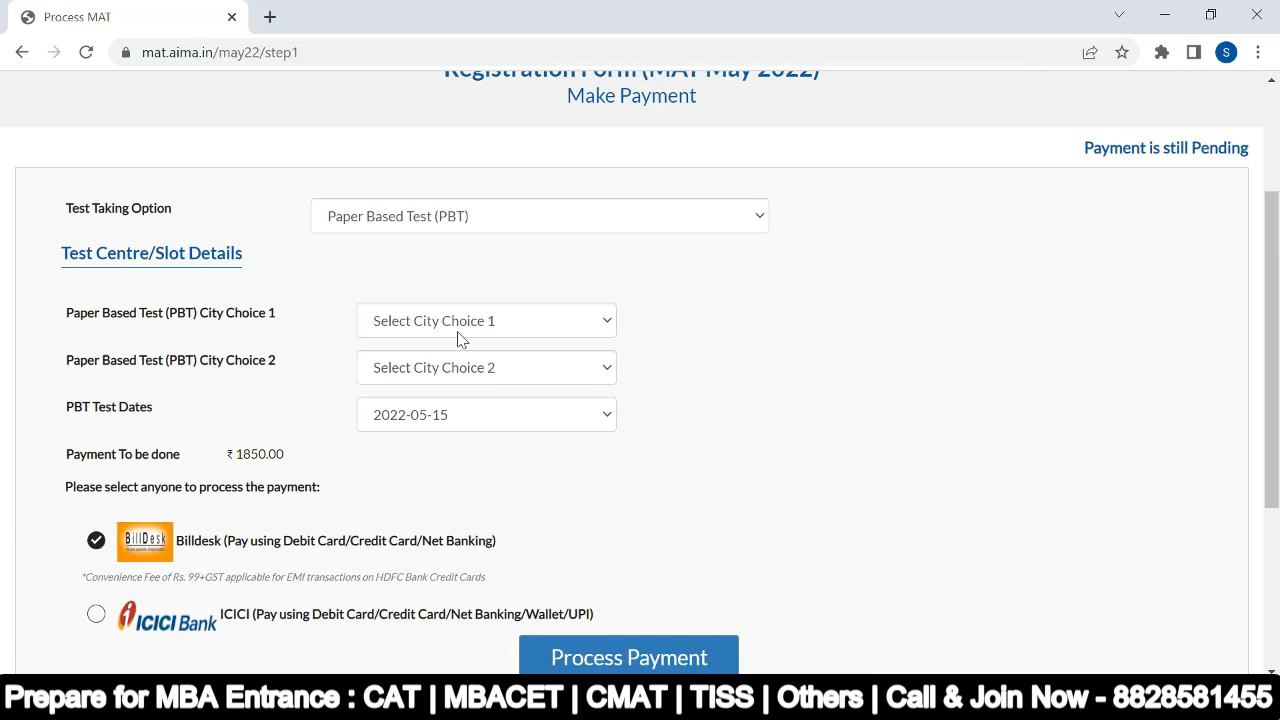 Process MAT
mat.aima.in/may22/step1
S
Registration Form (MAT May 2022)
Make Payment
Payment is still Pending
Test Taking Option
Paper Based Test (PBT)
Test Centre/Slot Details
Paper Based Test (PBT) City Choice 1
Select City Choice 1
Paper Based Test (PBT) City Choice 2
Select City Choice 2
PBT Test Dates
2022-05-15
Payment To be done ₹ 1850.00
Please select anyone to process the payment:
BillDesk
Billdesk (Pay using Debit Card/Credit Card/Net Banking)
*Convenience Fee of Rs. 99+GST applicable for EMI transactions on HDFC Bank Credit Cards
ICICI Bank
ICICI (Pay using Debit Card/Credit Card/Net Banking/Wallet/UPI)
Process Payment
Prepare for MBA Entrance : CAT | MBACET | CMAT | TISS | Others | Call & Join Now - 8828581455